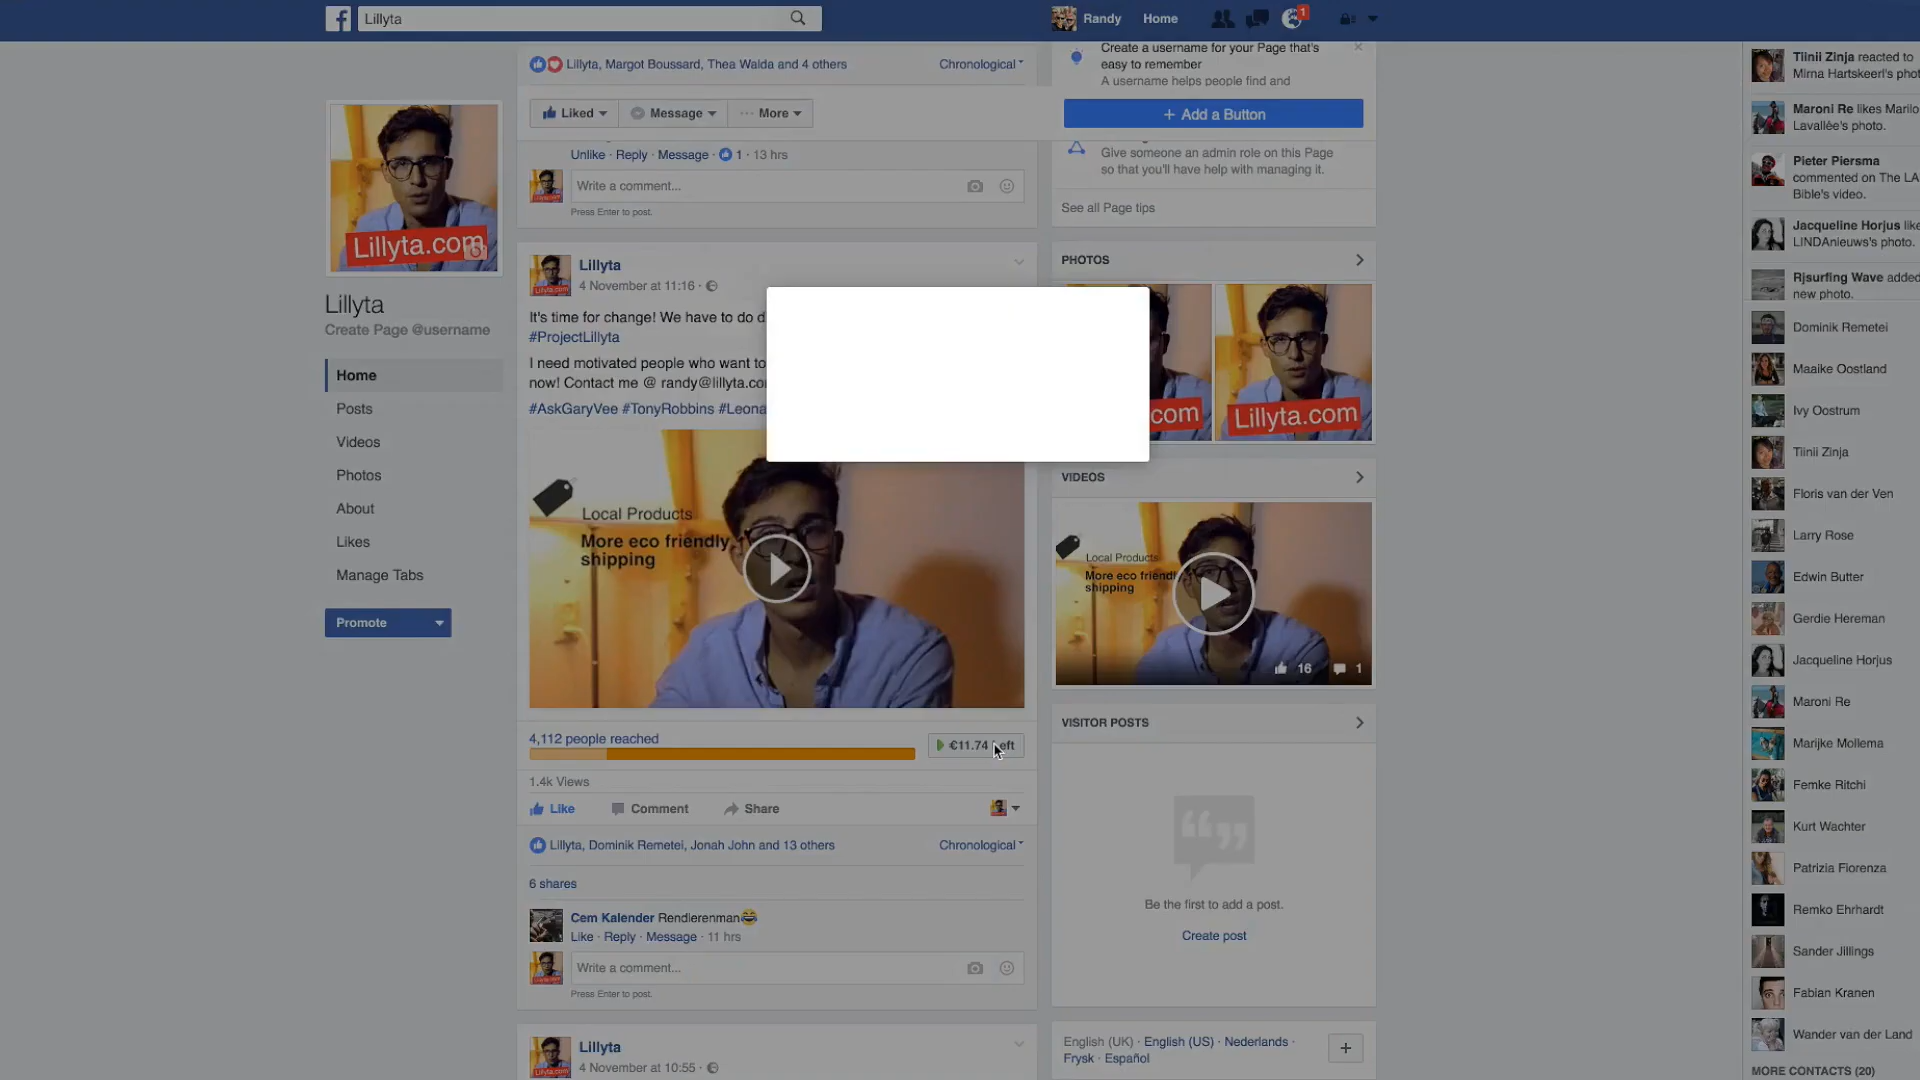 Lillyta
Randy
Home
1
Lillyta, Margot Boussard, Thea Walda and 4 others
Chronological
Liked
Message
More
Unlike · Reply · Message · 1 · 13 hrs
Write a comment...
Press Enter to post.
Create a username for your Page that's
easy to remember
A username helps people find and
+ Add a Button
Give someone an admin role on this Page
so that you'll have help with managing it.
See all Page tips
Lillyta.com
Lillyta
Create Page @username
Home
Posts
Videos
Photos
About
Likes
Manage Tabs
Promote
Lillyta
4 November at 11:16 ·
It's time for change! We have to do d
#ProjectLillyta
I need motivated people who want to
now! Contact me @ randy@lillyta.co
#AskGaryVee #TonyRobbins #Leona
Local Products
More eco friendly
shipping
4,112 people reached
€11.74 Left
1.4k Views
Like
Comment
Share
Lillyta, Dominik Remetei, Jonah John and 13 others
Chronological
6 shares
Cem Kalender Rendierenman😂
Like · Reply · Message · 11 hrs
Write a comment...
Press Enter to post.
Lillyta
4 November at 10:55 ·
PHOTOS
com
Lillyta.com
VIDEOS
Local Products
More eco friendl
shipping
16
1
VISITOR POSTS
Be the first to add a post.
Create post
English (UK) · English (US) · Nederlands ·
Frysk · Español
+
Tiinii Zinja reacted to
Mirna Hartskeerl's phot
Maroni Re likes Marilo
Lavallèe's photo.
Pieter Piersma
commented on The LA
Bible's video.
Jacqueline Horjus like
LINDAnieuws's photo.
Rjsurfing Wave added
new photo.
Dominik Remetei
Maaike Oostland
Ivy Oostrum
Tiinii Zinja
Floris van der Ven
Larry Rose
Edwin Butter
Gerdie Hereman
Jacqueline Horjus
Maroni Re
Marijke Mollema
Femke Ritchi
Kurt Wachter
Patrizia Fiorenza
Remko Ehrhardt
Sander Jillings
Fabian Kranen
Wander van der Land
MORE CONTACTS (20)